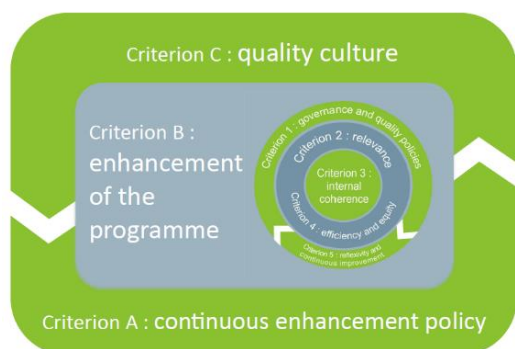 Criterion C : quality culture
Criterion B :
enhancement
of the
programme
Criterion 1 : governance and quality policies
Criterion 2 : relevance
Criterion 3 :
internal
coherence
Criterion 4 : efficiency and equity
Criterion 5 : reflexivity and
continuous improvement
Criterion A : continuous enhancement policy